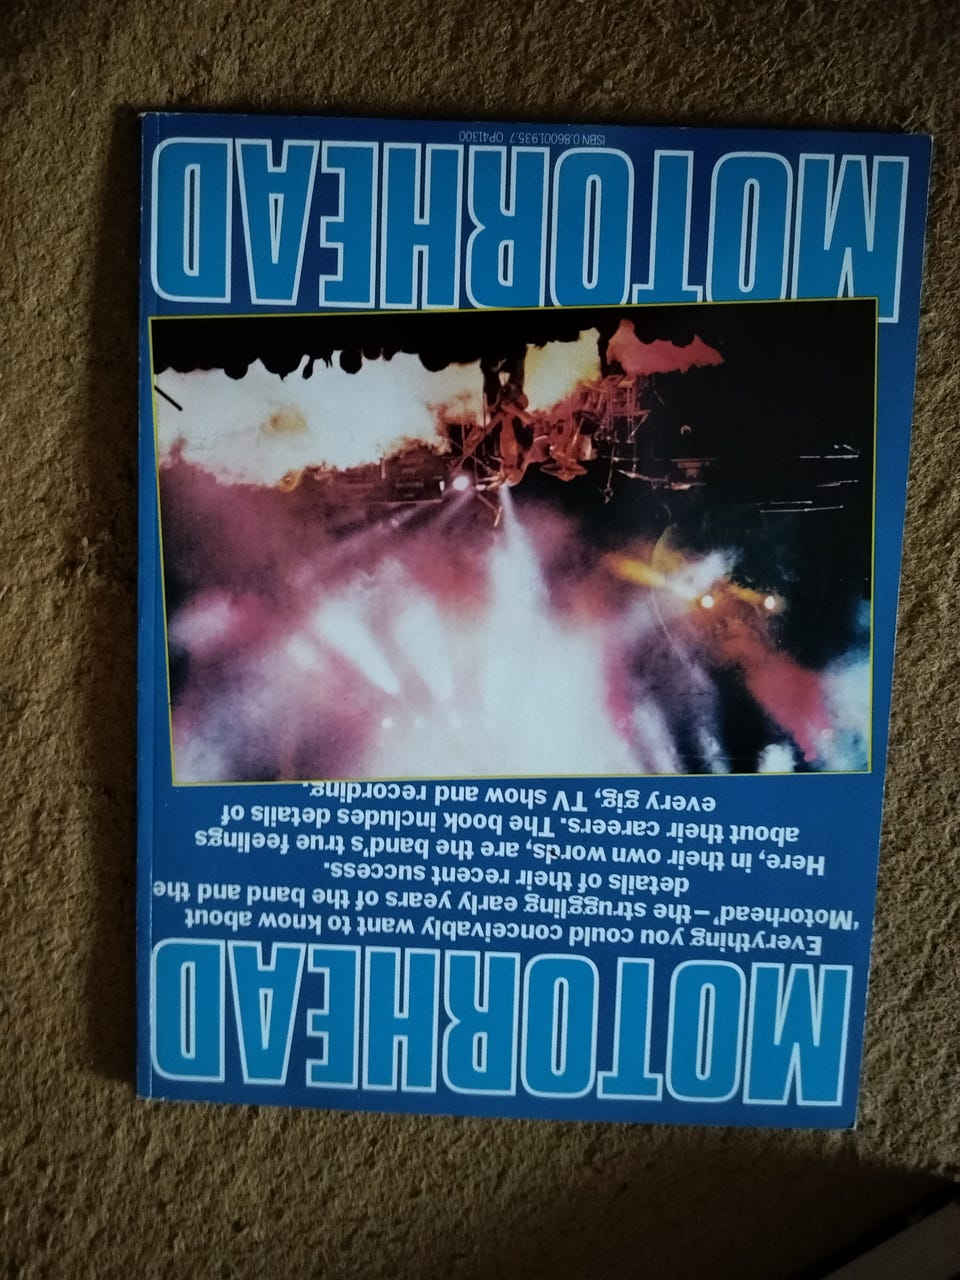 MOTORHEAD
Everything you could conceivably want to know about
'Motorhead' – the struggling early years of the band and the
details of their recent success.
Here, in their own words, are the band's true feelings
about their careers. The book includes details of
every gig, TV show and recording.
MOTORHEAD
ISBN 0.86001.935.7 OP41300